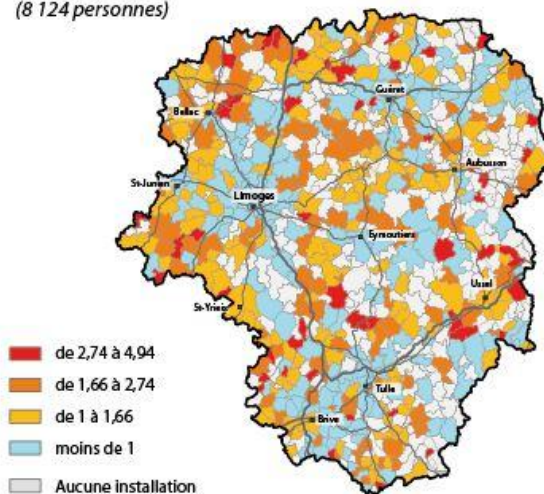 (8 124 personnes)
Guéret
Bellac
Aubusson
St-Junien
Limoges
Eymoutiers
Ussel
St-Yrieix
Tulle
Brive
de 2,74 à 4,94
de 1,66 à 2,74
de 1 à 1,66
moins de 1
Aucune installation